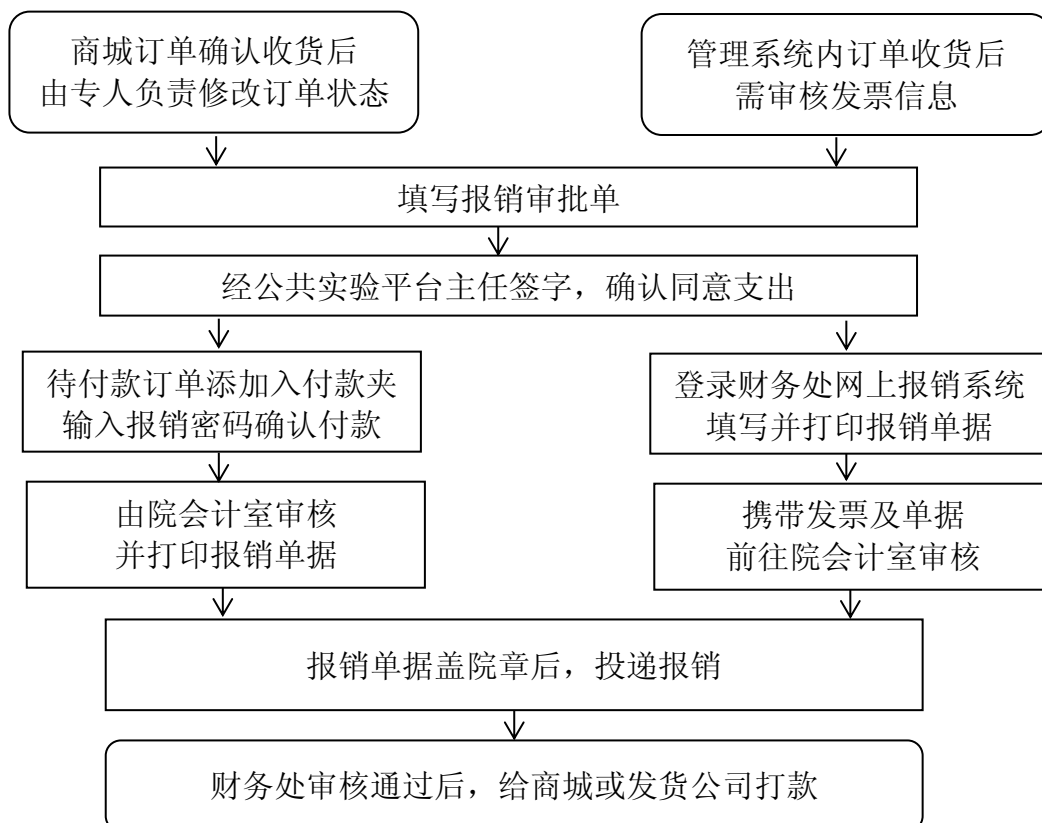 商城订单确认收货后
由专人负责修改订单状态
管理系统内订单收货后
需审核发票信息
填写报销审批单
经公共实验平台主任签字，确认同意支出
待付款订单添加入付款夹
输入报销密码确认付款
登录财务处网上报销系统
填写并打印报销单据
由院会计室审核
并打印报销单据
携带发票及单据
前往院会计室审核
报销单据盖院章后，投递报销
财务处审核通过后，给商城或发货公司打款